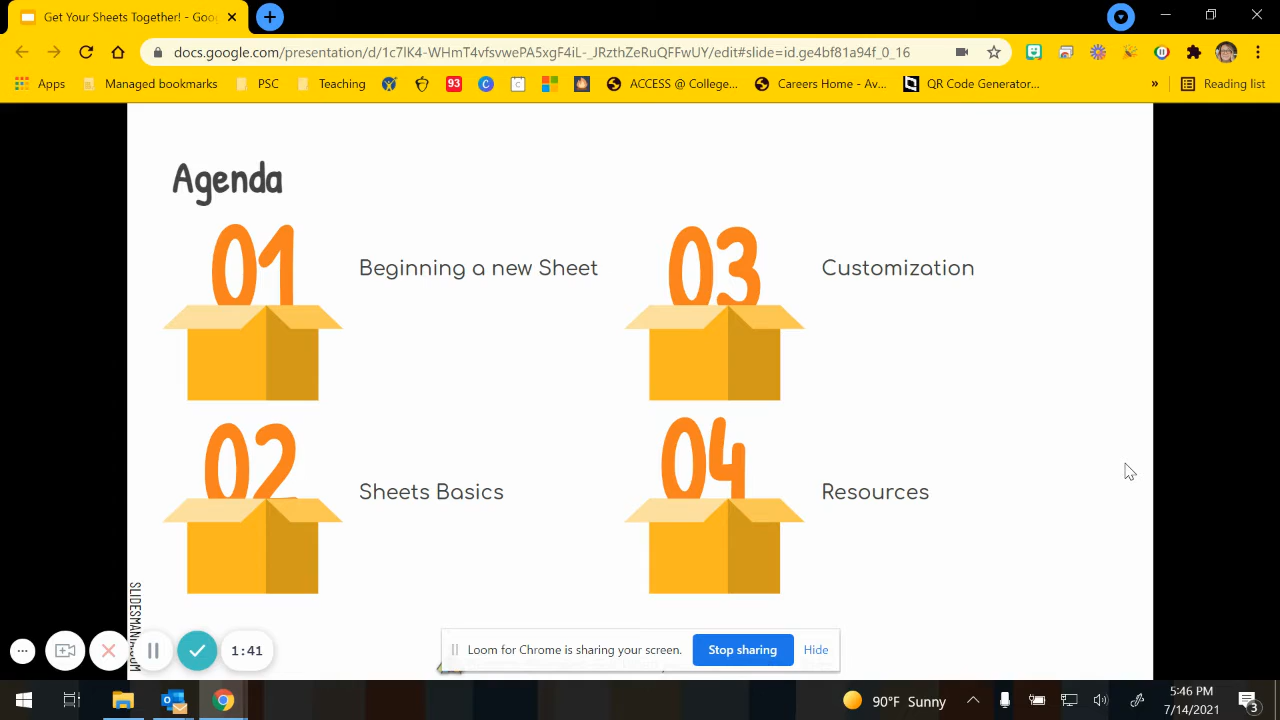 Get Your Sheets Together! - Goo
docs.google.com/presentation/d/1c7lK4-WHmT4vfsvwePA5xgF4iL-_JRzthZeRuQFFwUY/edit#slide=id.ge4bf81a94f_0_16
Apps
Managed bookmarks
PSC
Teaching
93
ACCESS @ College...
Careers Home - Av...
QR Code Generator...
»
Reading list
Agenda
01
Beginning a new Sheet
03
Customization
02
Sheets Basics
04
Resources
SLIDESMANIA.COM
1:41
Loom for Chrome is sharing your screen.
Stop sharing
Hide
90°F Sunny
5:46 PM
7/14/2021
3